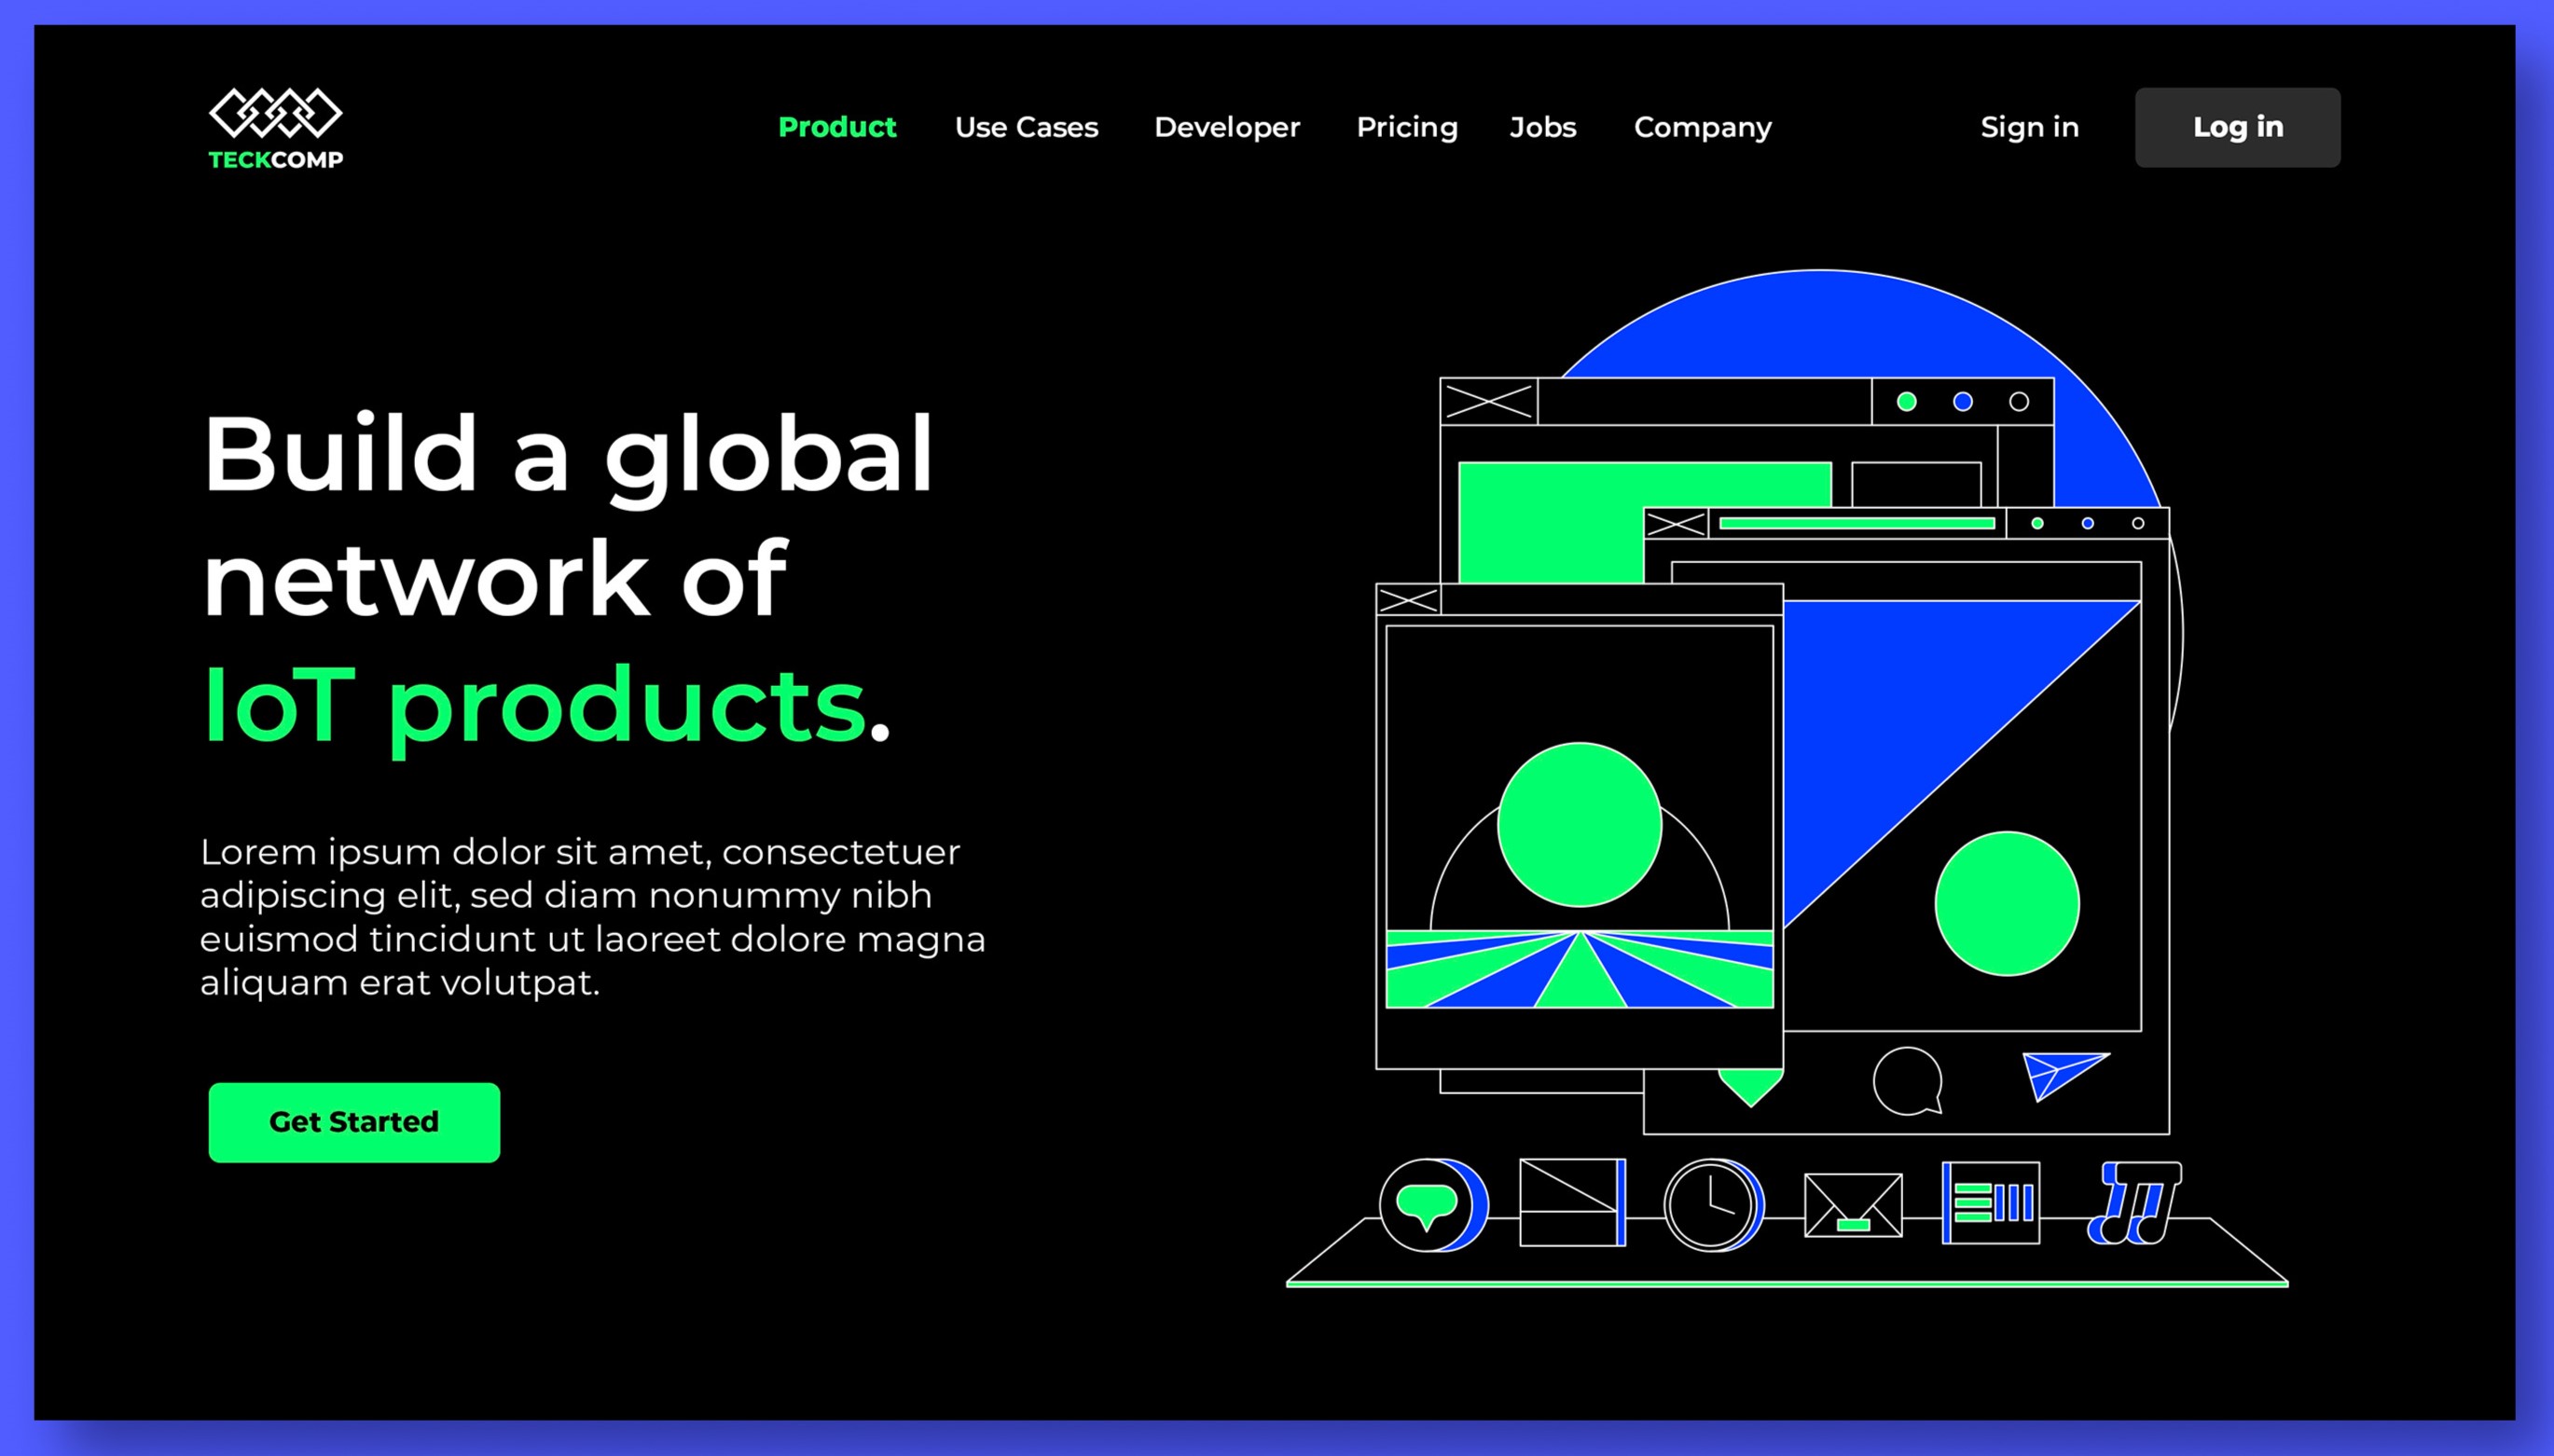 TECKCOMP
Product Use Cases Developer Pricing Jobs Company Sign in Log in
Build a global
network of
IoT products.
Lorem ipsum dolor sit amet, consectetuer
adipiscing elit, sed diam nonummy nibh
euismod tincidunt ut laoreet dolore magna
aliquam erat volutpat.
Get Started